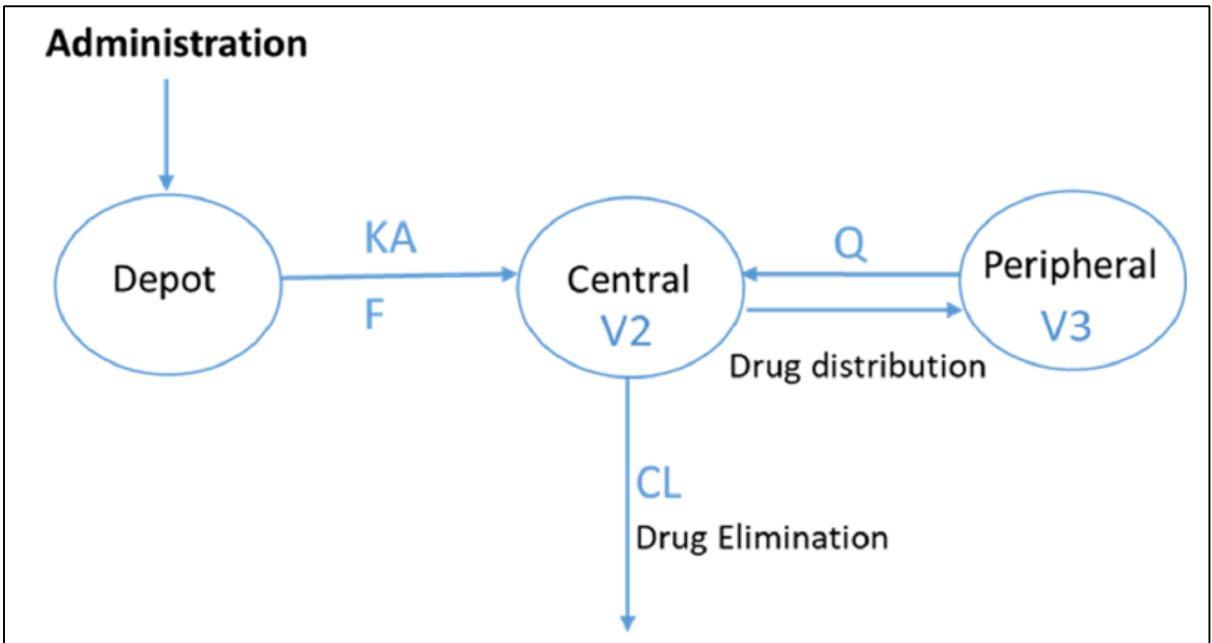 Administration
Depot
KA
F
Central
V2
Q
Drug distribution
Peripheral
V3
CL
Drug Elimination